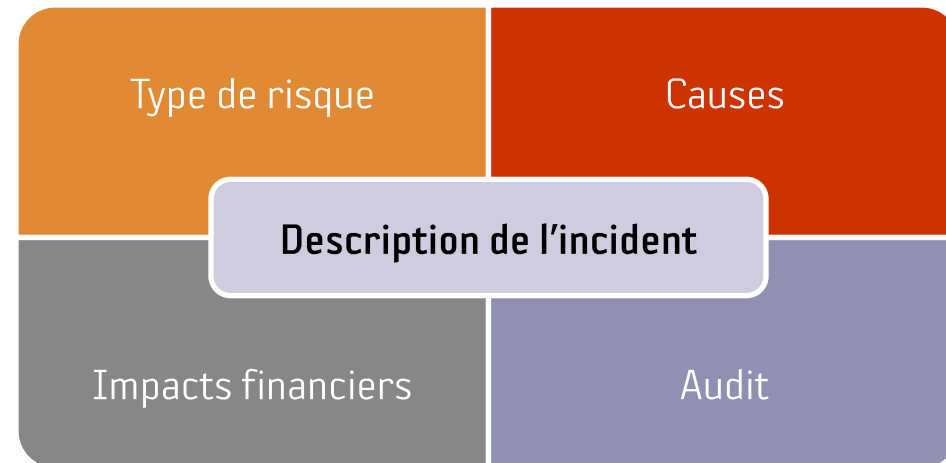 Type de risque
Causes
Description de l'incident
Impacts financiers
Audit